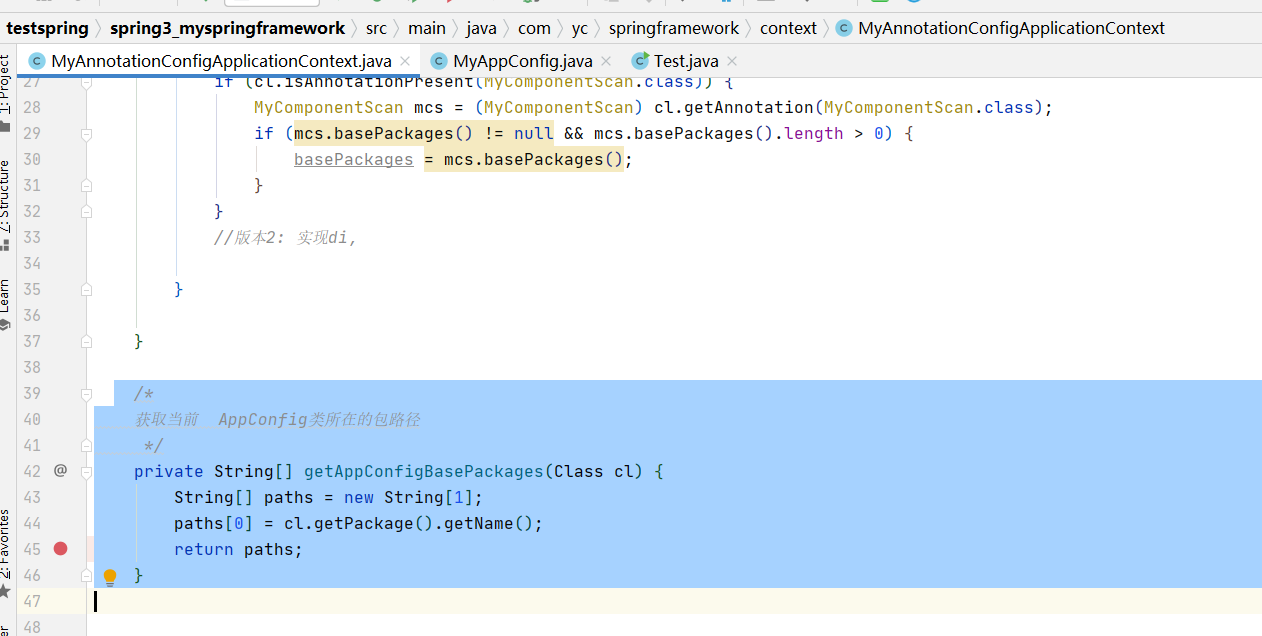 testspring spring3_myspringframework src main java com yc springframework context MyAnnotationConfigApplicationContext
MyAnnotationConfigApplicationContext.java MyAppConfig.java Test.java
1: Project
7: Structure
Learn
2: Favorites
27 if (cl.isAnnotationPresent(MyComponentScan.class)) {
28 MyComponentScan mcs = (MyComponentScan) cl.getAnnotation(MyComponentScan.class);
29 if (mcs.basePackages() != null && mcs.basePackages().length > 0) {
30 basePackages = mcs.basePackages();
31 }
32 }
33 //版本2: 实现di,
34
35 }
36
37 }
38
39 /*
40 获取当前 AppConfig类所在的包路径
41 */
42 @ private String[] getAppConfigBasePackages(Class cl) {
43 String[] paths = new String[1];
44 paths[0] = cl.getPackage().getName();
45 return paths;
46 }
47
48